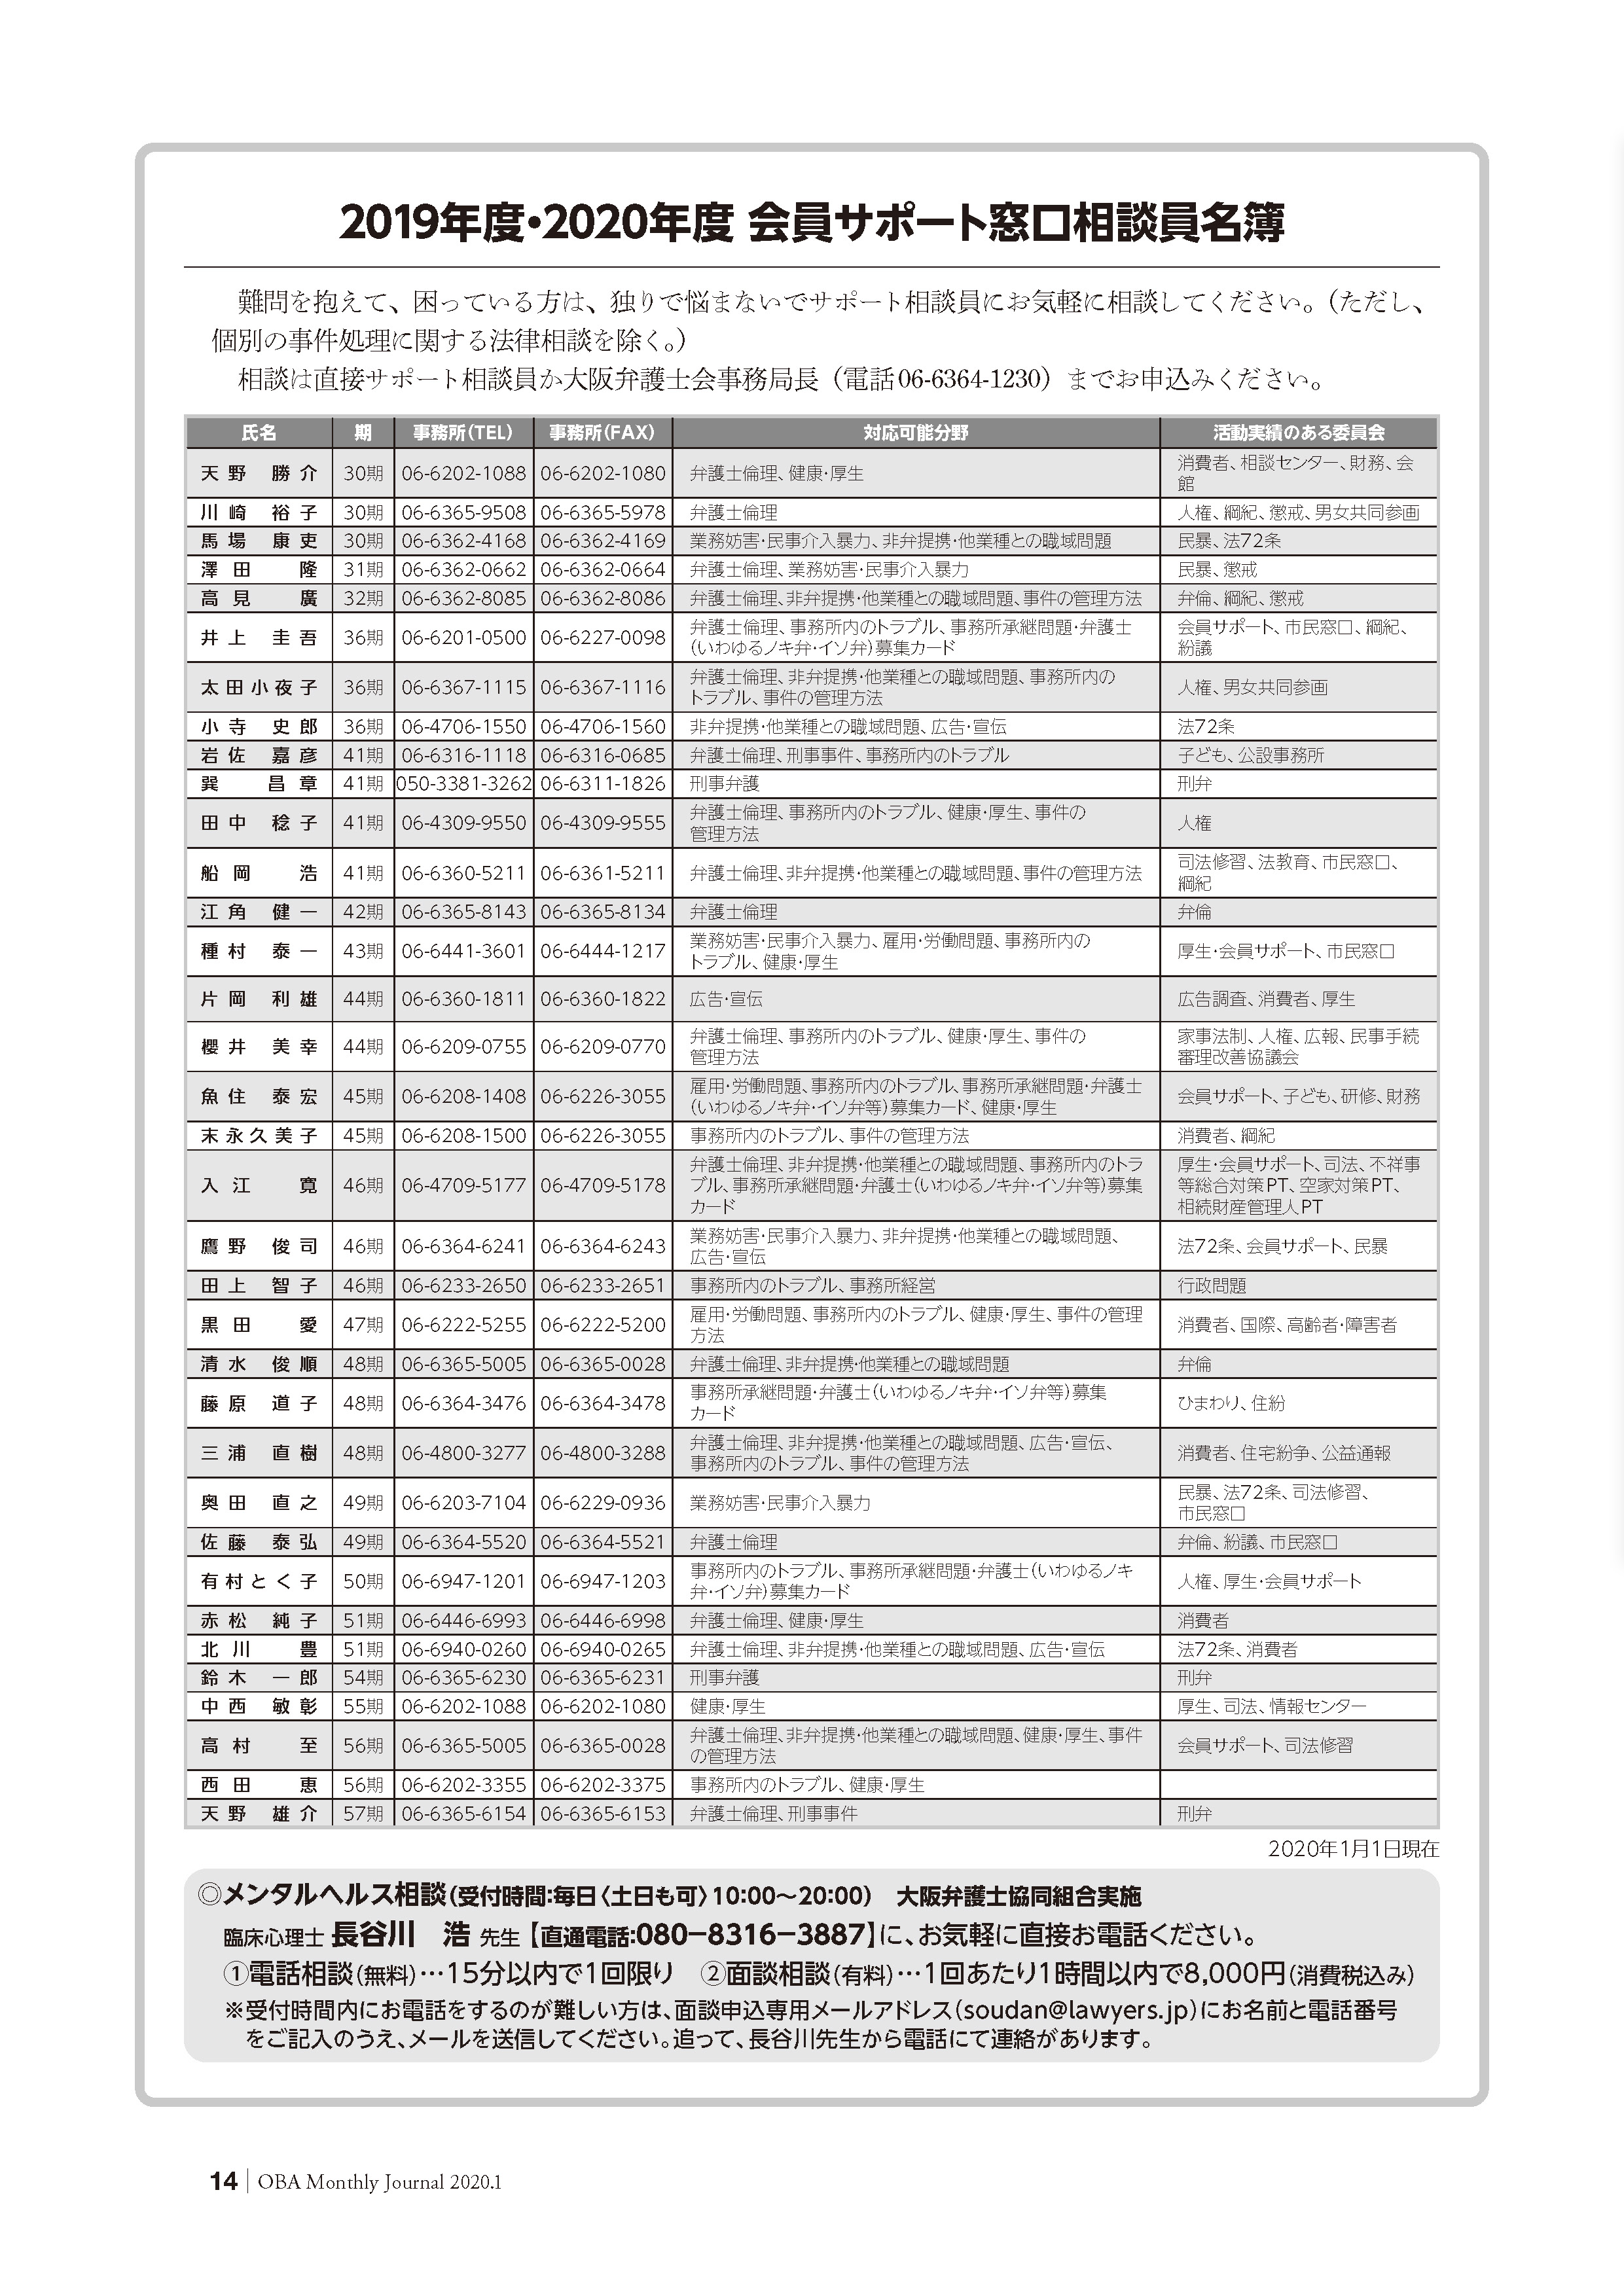 2019年度・2020年度 会員サポート窓口相談員名簿
難問を抱えて、困っている方は、独りで悩まないでサポート相談員にお気軽に相談してください。（ただし、
個別の事件処理に関する法律相談を除く。）
相談は直接サポート相談員か大阪弁護士会事務局長（電話06-6364-1230）までお申込みください。
氏名 期 事務所（TEL） 事務所（FAX） 対応可能分野 活動実績のある委員会
天野 勝介 30期 06-6202-1088 06-6202-1080 弁護士倫理、健康・厚生 消費者、相談センター、財務、会
館
川崎 裕子 30期 06-6365-9508 06-6365-5978 弁護士倫理 人権、綱紀、懲戒、男女共同参画
馬場 康吏 30期 06-6362-4168 06-6362-4169 業務妨害・民事介入暴力、非弁提携・他業種との職域問題 民暴、法72条
澤田 隆 31期 06-6362-0662 06-6362-0664 弁護士倫理、業務妨害・民事介入暴力 民暴、懲戒
高見 廣 32期 06-6362-8085 06-6362-8086 弁護士倫理、非弁提携・他業種との職域問題、事件の管理方法 弁倫、綱紀、懲戒
井上 圭吾 36期 06-6201-0500 06-6227-0098 弁護士倫理、事務所内のトラブル、事務所承継問題・弁護士 会員サポート、市民窓口、綱紀、
（いわゆるノキ弁・イソ弁）募集カード 紛議
太田小夜子 36期 06-6367-1115 06-6367-1116 弁護士倫理、非弁提携・他業種との職域問題、事務所内の 人権、男女共同参画
トラブル、事件の管理方法
小寺 史郎 36期 06-4706-1550 06-4706-1560 非弁提携・他業種との職域問題、広告・宣伝 法72条
岩佐 嘉彦 41期 06-6316-1118 06-6316-0685 弁護士倫理、刑事事件、事務所内のトラブル 子ども、公設事務所
巽 昌章 41期 050-3381-3262 06-6311-1826 刑事弁護 刑弁
田中 稔子 41期 06-4309-9550 06-4309-9555 弁護士倫理、事務所内のトラブル、健康・厚生、事件の 人権
管理方法
船岡 浩 41期 06-6360-5211 06-6361-5211 弁護士倫理、非弁提携・他業種との職域問題、事件の管理方法 司法修習、法教育、市民窓口、
綱紀
江角 健一 42期 06-6365-8143 06-6365-8134 弁護士倫理 弁倫
種村 泰一 43期 06-6441-3601 06-6444-1217 業務妨害・民事介入暴力、雇用・労働問題、事務所内の 厚生・会員サポート、市民窓口
トラブル、健康・厚生
片岡 利雄 44期 06-6360-1811 06-6360-1822 広告・宣伝 広告調査、消費者、厚生
櫻井 美幸 44期 06-6209-0755 06-6209-0770 弁護士倫理、事務所内のトラブル、健康・厚生、事件の 家事法制、人権、広報、民事手続
管理方法 審理改善協議会
魚住 泰宏 45期 06-6208-1408 06-6226-3055 雇用・労働問題、事務所内のトラブル、事務所承継問題・弁護士 会員サポート、子ども、研修、財務
（いわゆるノキ弁・イソ弁等）募集カード、健康・厚生
末永久美子 45期 06-6208-1500 06-6226-3055 事務所内のトラブル、事件の管理方法 消費者、綱紀
入江 寛 46期 06-4709-5177 06-4709-5178 弁護士倫理、非弁提携・他業種との職域問題、事務所内のトラ 厚生・会員サポート、司法、不祥事
ブル、事務所承継問題・弁護士（いわゆるノキ弁・イソ弁等）募集 等総合対策PT、空家対策PT、
カード 相続財産管理人PT
鷹野 俊司 46期 06-6364-6241 06-6364-6243 業務妨害・民事介入暴力、非弁提携・他業種との職域問題、 法72条、会員サポート、民暴
広告・宣伝
田上 智子 46期 06-6233-2650 06-6233-2651 事務所内のトラブル、事務所経営 行政問題
黒田 愛 47期 06-6222-5255 06-6222-5200 雇用・労働問題、事務所内のトラブル、健康・厚生、事件の管理 消費者、国際、高齢者・障害者
方法
清水 俊順 48期 06-6365-5005 06-6365-0028 弁護士倫理、非弁提携・他業種との職域問題 弁倫
藤原 道子 48期 06-6364-3476 06-6364-3478 事務所承継問題・弁護士（いわゆるノキ弁・イソ弁等）募集 ひまわり、住紛
カード
三浦 直樹 48期 06-4800-3277 06-4800-3288 弁護士倫理、非弁提携・他業種との職域問題、広告・宣伝、 消費者、住宅紛争、公益通報
事務所内のトラブル、事件の管理方法
奥田 直之 49期 06-6203-7104 06-6229-0936 業務妨害・民事介入暴力 民暴、法72条、司法修習、
市民窓口
佐藤 泰弘 49期 06-6364-5520 06-6364-5521 弁護士倫理 弁倫、紛議、市民窓口
有村とく子 50期 06-6947-1201 06-6947-1203 事務所内のトラブル、事務所承継問題・弁護士（いわゆるノキ 人権、厚生・会員サポート
弁・イソ弁）募集カード
赤松 純子 51期 06-6446-6993 06-6446-6998 弁護士倫理、健康・厚生 消費者
北川 豊 51期 06-6940-0260 06-6940-0265 弁護士倫理、非弁提携・他業種との職域問題、広告・宣伝 法72条、消費者
鈴木 一郎 54期 06-6365-6230 06-6365-6231 刑事弁護 刑弁
中西 敏彰 55期 06-6202-1088 06-6202-1080 健康・厚生 厚生、司法、情報センター
高村 至 56期 06-6365-5005 06-6365-0028 弁護士倫理、非弁提携・他業種との職域問題、健康・厚生、事件 会員サポート、司法修習
の管理方法
西田 恵 56期 06-6202-3355 06-6202-3375 事務所内のトラブル、健康・厚生
天野 雄介 57期 06-6365-6154 06-6365-6153 弁護士倫理、刑事事件 刑弁
2020年1月1日現在
◎メンタルヘルス相談（受付時間：毎日〈土日も可〉10:00〜20:00） 大阪弁護士協同組合実施
臨床心理士 長谷川 浩 先生【直通電話：080−8316−3887】に、お気軽に直接お電話ください。
①電話相談（無料）…15分以内で1回限り ②面談相談（有料）…1回あたり1時間以内で8,000円（消費税込み）
※受付時間内にお電話をするのが難しい方は、面談申込専用メールアドレス（soudan@lawyers.jp）にお名前と電話番号
をご記入のうえ、メールを送信してください。追って、長谷川先生から電話にて連絡があります。
14 OBA Monthly Journal 2020.1